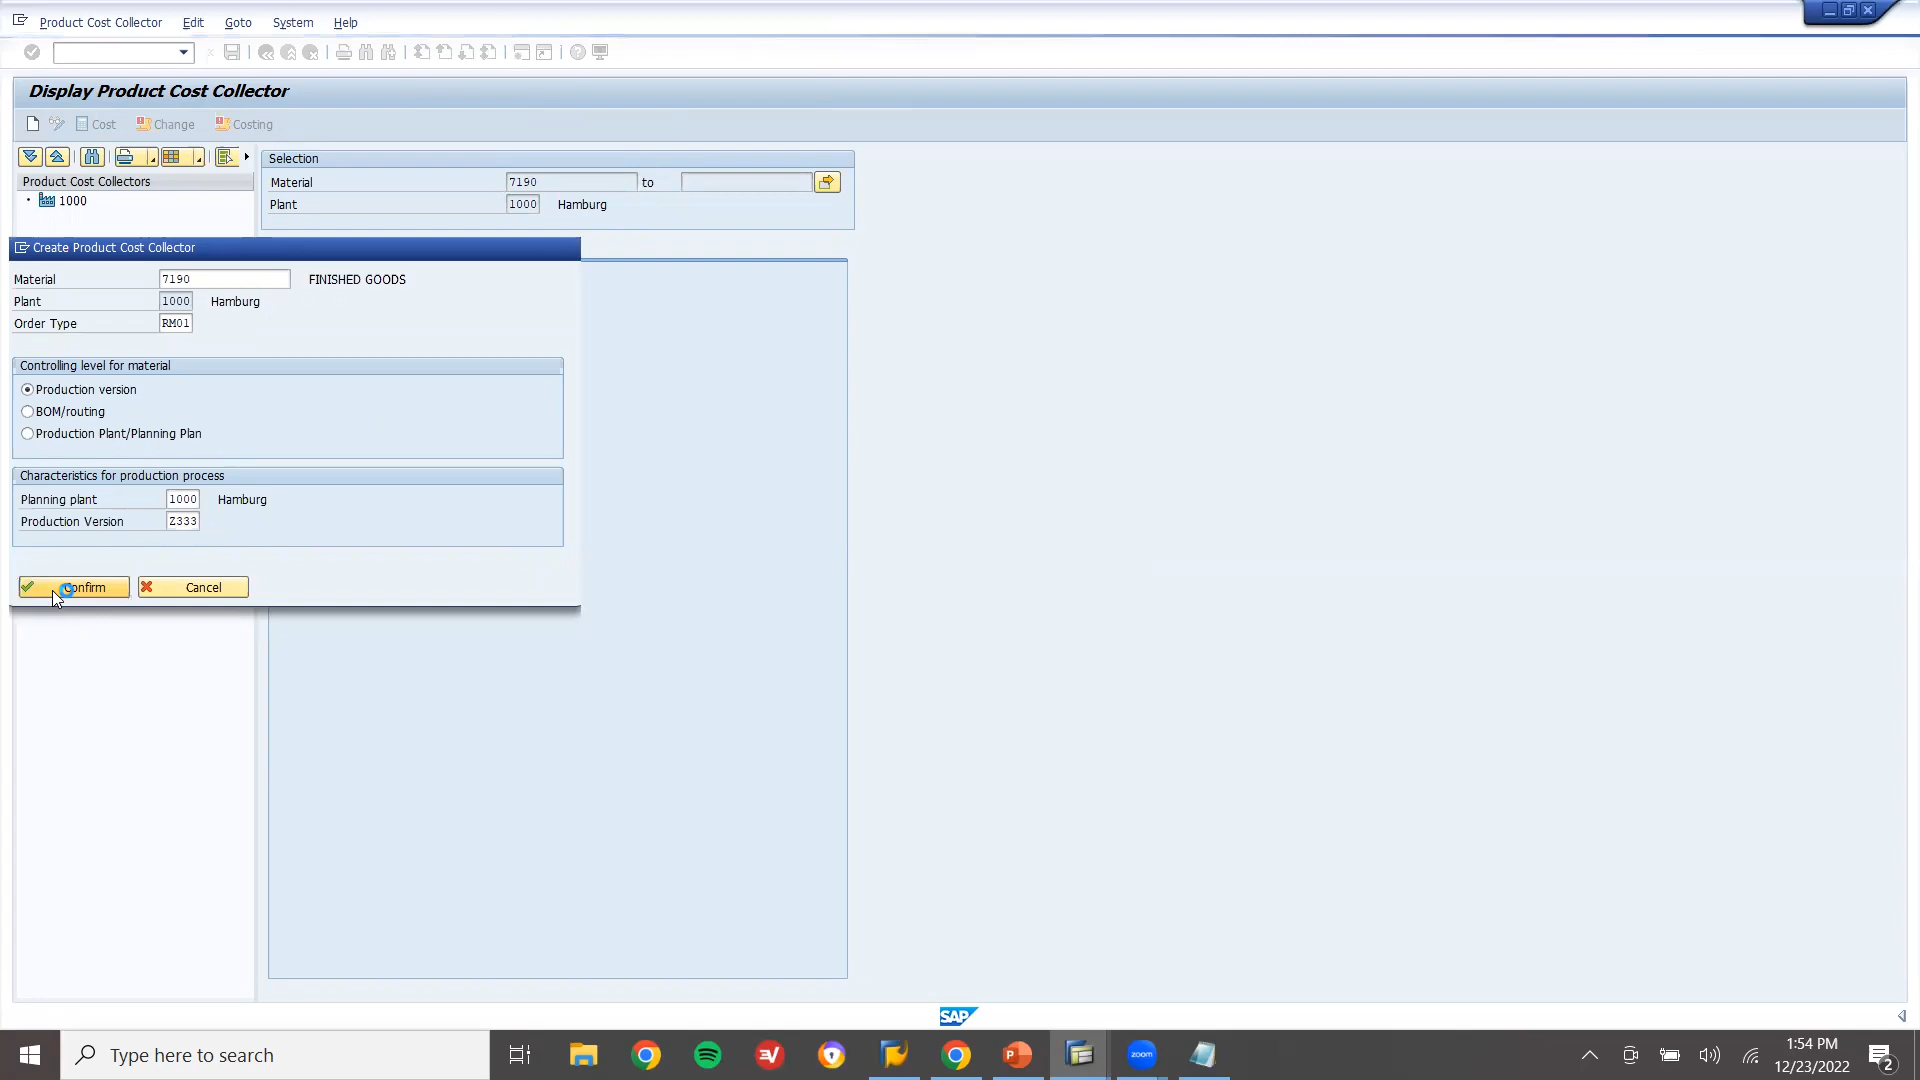 Product Cost Collector Edit Goto System Help
Display Product Cost Collector
Cost Change Costing
Selection
Product Cost Collectors
Material 7190 to
1000
Plant 1000 Hamburg
Create Product Cost Collector
Material 7190 FINISHED GOODS
Plant 1000 Hamburg
Order Type RM01
Controlling level for material
Production version
BOM/routing
Production Plant/Planning Plan
Characteristics for production process
Planning plant 1000 Hamburg
Production Version Z333
Confirm Cancel
SAP
Type here to search
zoom
1:54 PM
12/23/2022
2